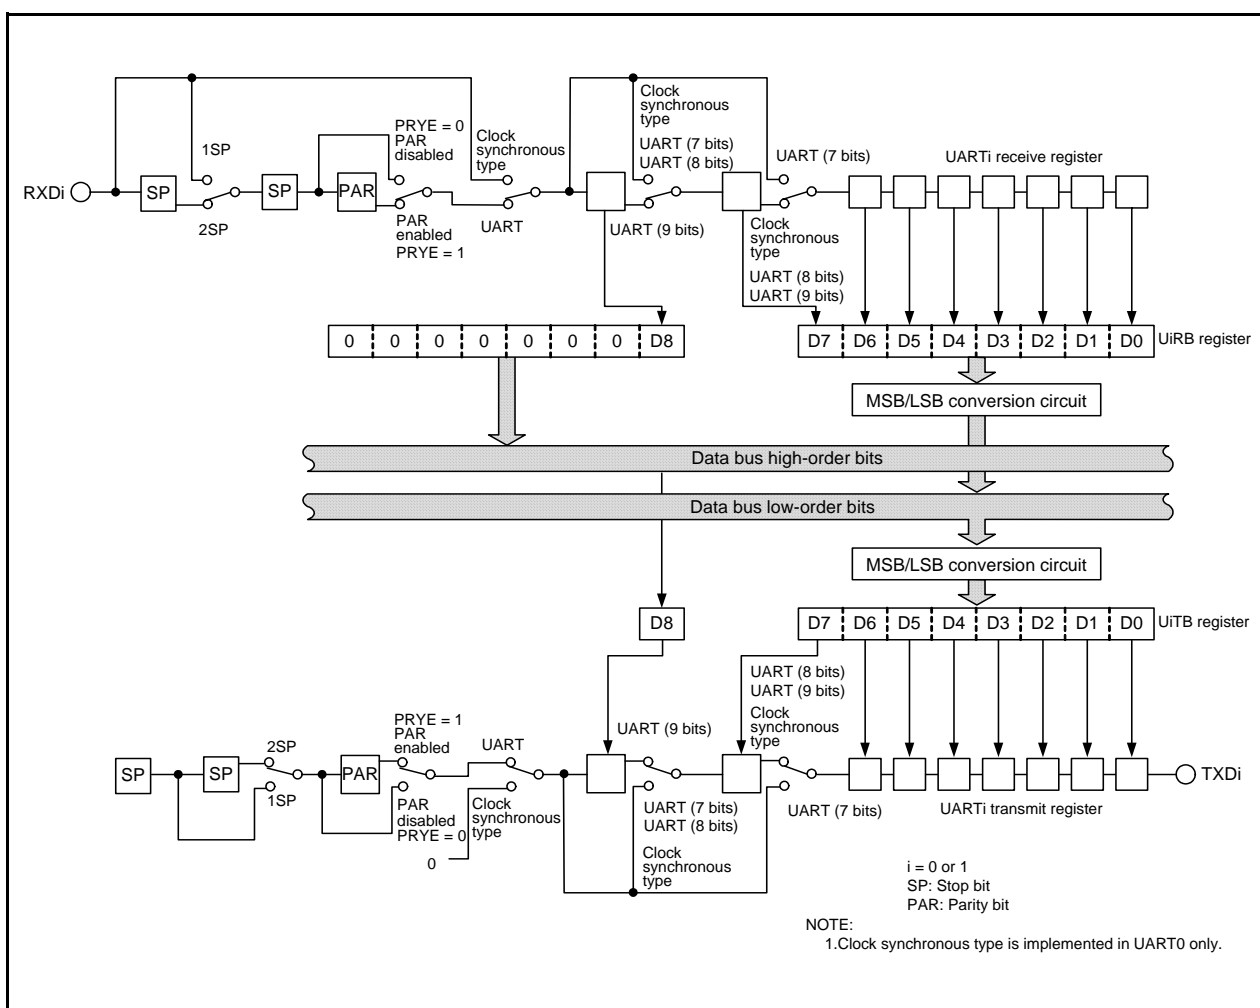 Clock
synchronous
type
PRYE = 0
PAR
disabled
Clock
synchronous
type
UART (7 bits)
UART (8 bits)
UART (7 bits)
UARTi receive register
1SP
RXDi
SP
SP
PAR
2SP
PAR
enabled
PRYE = 1
UART
UART (9 bits)
Clock
synchronous
type
UART (8 bits)
UART (9 bits)
0 0 0 0 0 0 0 D8
D7 D6 D5 D4 D3 D2 D1 D0
UiRB register
MSB/LSB conversion circuit
Data bus high-order bits
Data bus low-order bits
MSB/LSB conversion circuit
D8
D7 D6 D5 D4 D3 D2 D1 D0
UiTB register
UART (8 bits)
UART (9 bits)
Clock
synchronous
type
PRYE = 1
PAR
enabled
UART
UART (9 bits)
2SP
SP
SP
PAR
TXDi
1SP
PAR
disabled
PRYE = 0
0
Clock
synchronous
type
UART (7 bits)
UART (8 bits)
UART (7 bits)
UARTi transmit register
Clock
synchronous
type
i = 0 or 1
SP: Stop bit
PAR: Parity bit
NOTE:
1.Clock synchronous type is implemented in UART0 only.